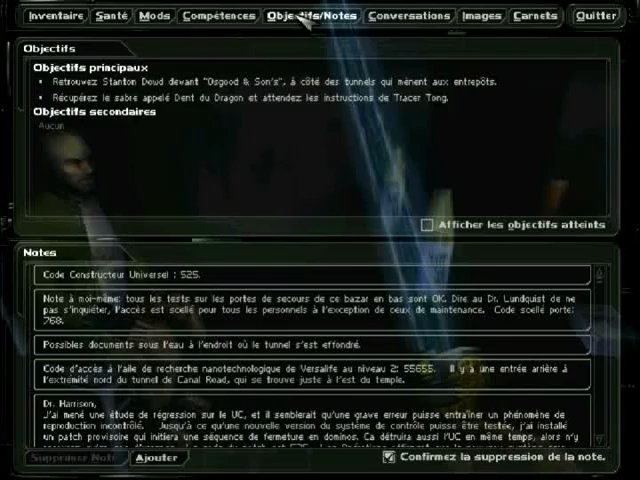 Inventaire Santé Mods Compétences Objectifs/Notes Conversations Images Carnets Quitter
Objectifs
Objectifs principaux
Retrouvez Stanton Doud devant "Osgood & Son's", à côté des tunnels qui mènent aux entrepôts.
Récupérez le sabre appelé Dent du Dragon et attendez les instructions de Tracer Tong.
Objectifs secondaires
Aucun
Afficher les objectifs atteints
Notes
Code Constructeur Universel : 525.
Note à moi-même: tous les tests sur les portes de secours de ce bazar en bas sont OK. Dire au Dr. Lundquist de ne
pas s'inquiéter, l'accès est scellé pour tous les personnels à l'exception de ceux de maintenance. Code scellé porte:
768.
Possibles documents sous l'eau à l'endroit où le tunnel s'est effondré.
Code d'accès à l'aile de recherche nanotechnologique de Versalife au niveau 2: 55655. Il y a une entrée arrière à
l'extrémité nord du tunnel de Canal Road, qui se trouve juste à l'est du temple.
Dr. Harrison,
J'ai mené une étude de régression sur le UC, et il semblerait qu'une grave erreur puisse entraîner un phénomène de
reproduction incontrôlé. Jusqu'à ce qu'une nouvelle version du système de contrôle puisse être testée, j'ai installé
un patch provisoire qui initiera une séquence de fermeture en dominos. Ca détruira aussi l'UC en même temps, alors n'y
Supprimer Note Ajouter Confirmez la suppression de la note.